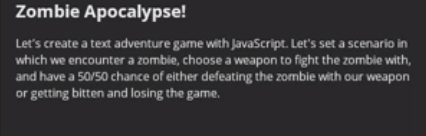 Zombie Apocalypse!
Let's create a text adventure game with JavaScript. Let's set a scenario in
which we encounter a zombie, choose a weapon to fight the zombie with,
and have a 50/50 chance of either defeating the zombie with our weapon
or getting bitten and losing the game.